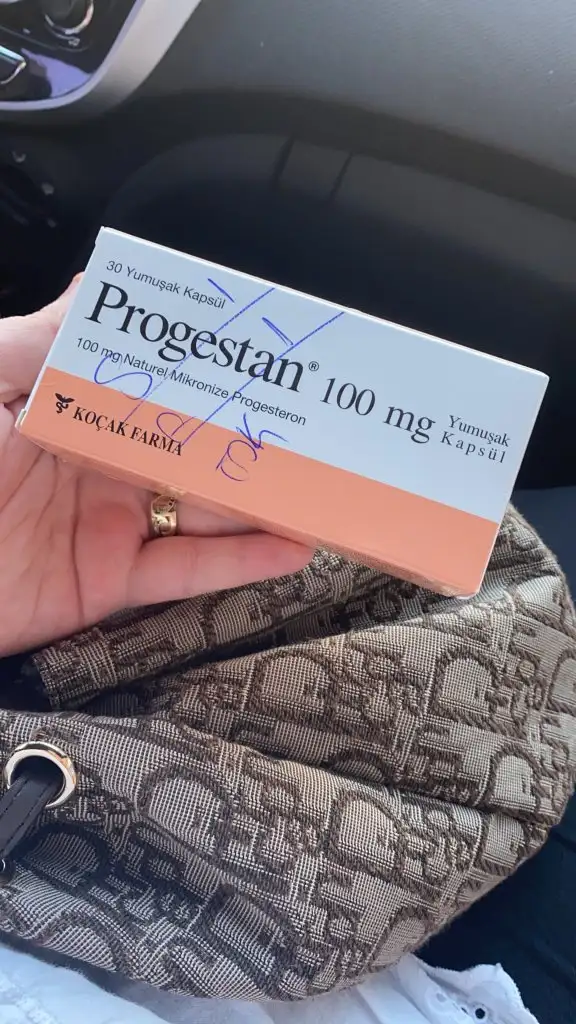 30 Yumuşak Kapsül
Progestan® 100 mg Yumuşak
Kapsül
100 mg Naturel Mikronize Progesteron
KOÇAK FARMA